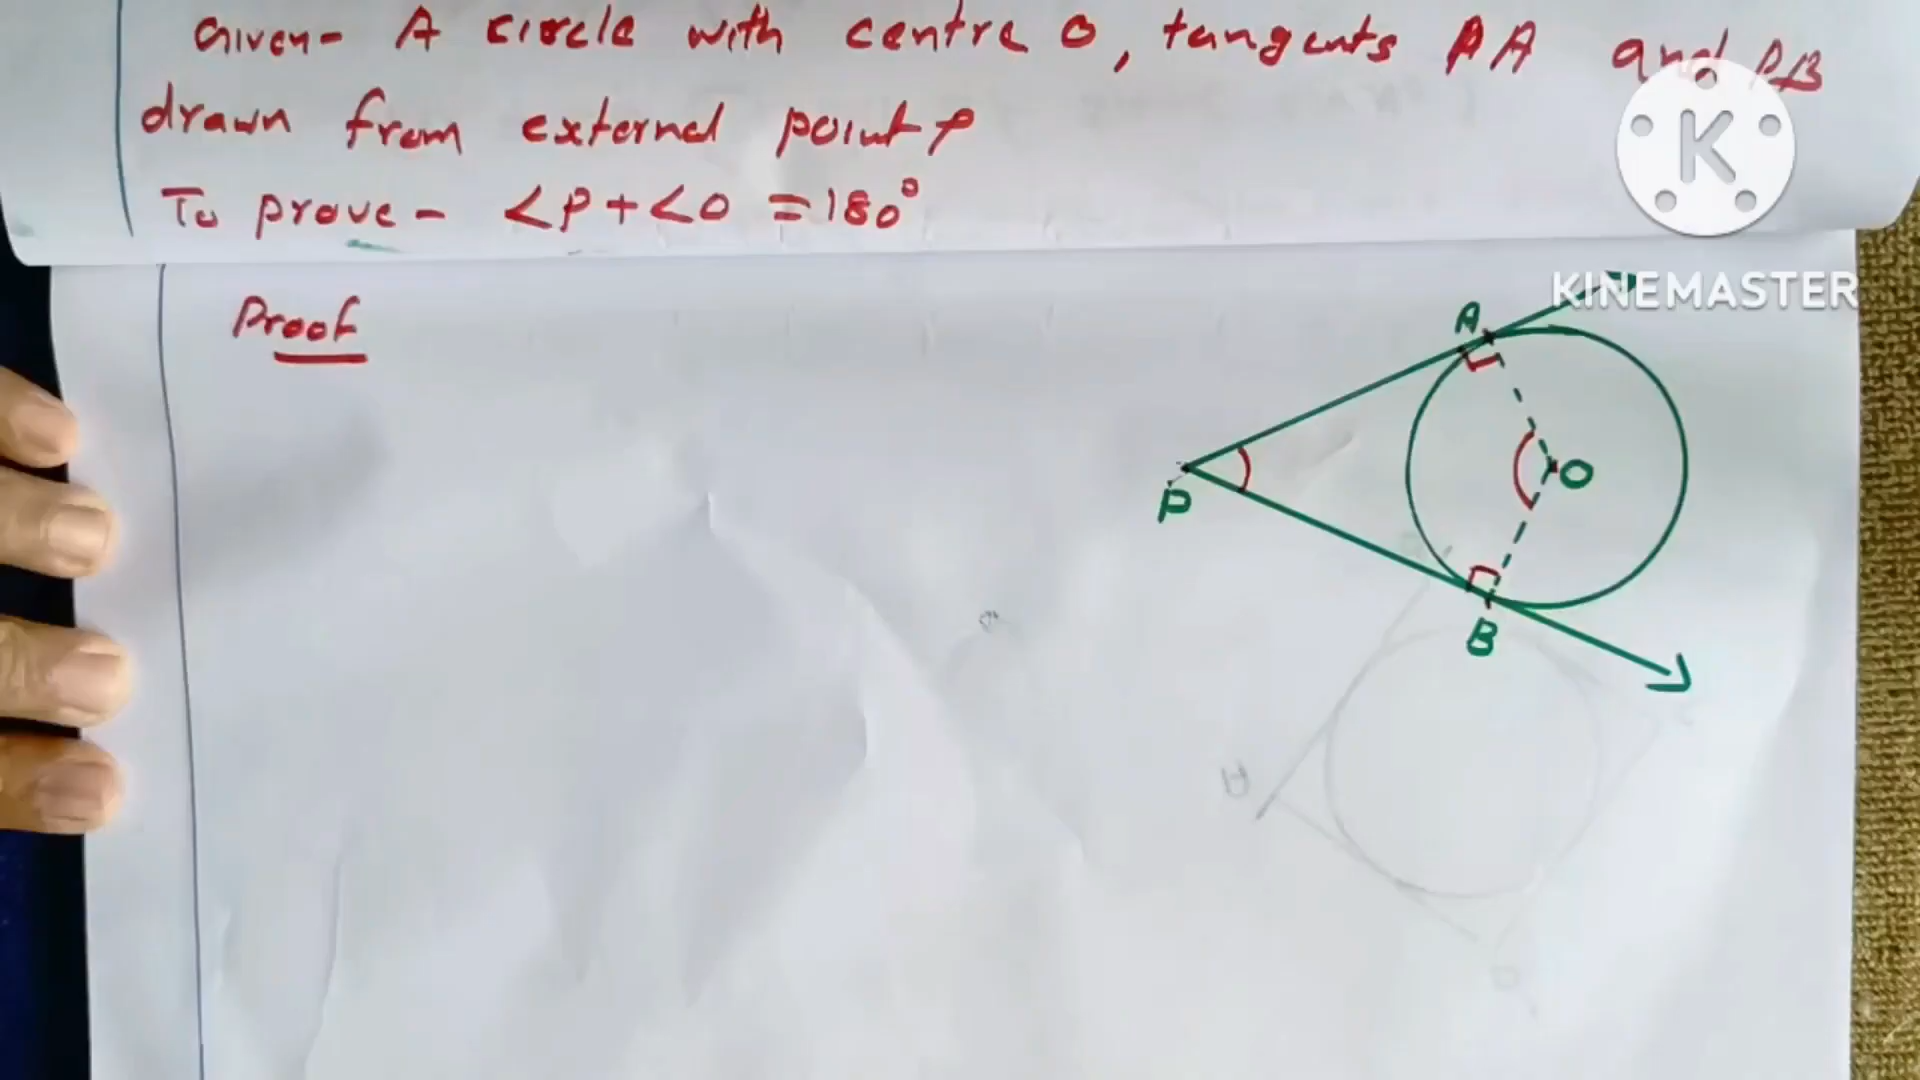 Given- A circle with centre O, tangents PA and PB
drawn from external point P
To prove - <P+<O =180°
K
KINEMASTER
Proof
A
O
P
B